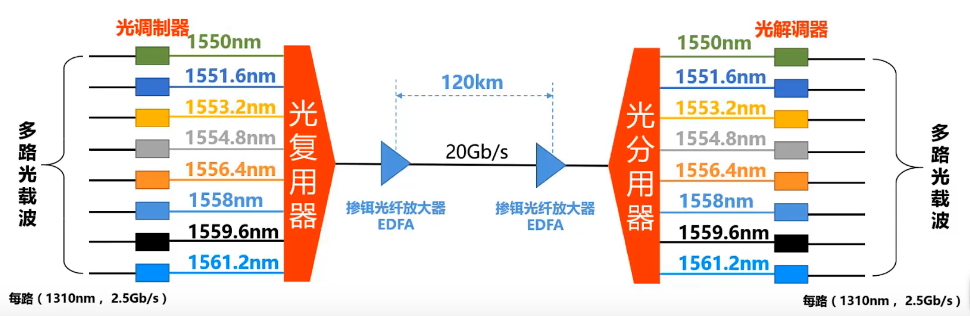 光调制器
1550nm
1551.6nm
1553.2nm
1554.8nm
1556.4nm
1558nm
1559.6nm
1561.2nm
多路光载波
每路（1310nm ，2.5Gb/s）
光复用器
120km
20Gb/s
掺铒光纤放大器
EDFA
掺铒光纤放大器
EDFA
光分用器
光解调器
1550nm
1551.6nm
1553.2nm
1554.8nm
1556.4nm
1558nm
1559.6nm
1561.2nm
多路光载波
每路（1310nm ，2.5Gb/s）